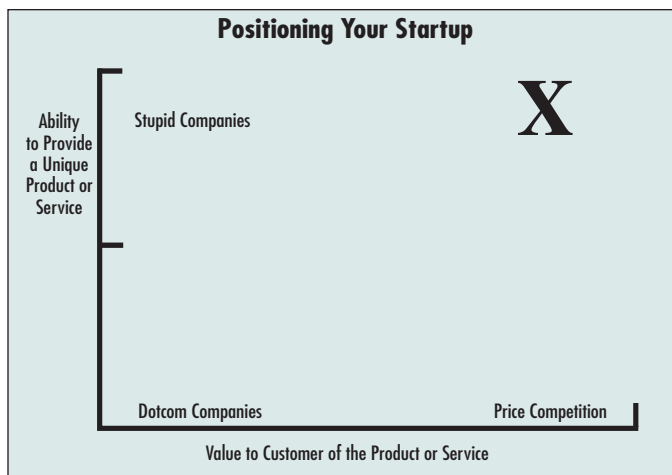 Positioning Your Startup
Ability
to Provide
a Unique
Product or
Service
Stupid Companies
X
Dotcom Companies
Price Competition
Value to Customer of the Product or Service